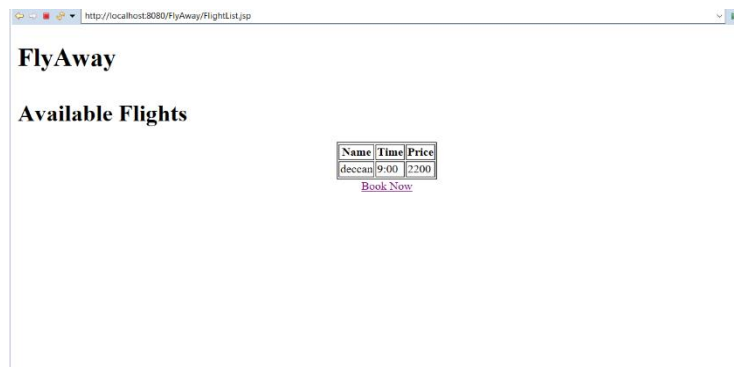 http://localhost:8080/FlyAway/FlightList.jsp
FlyAway
Available Flights
Name Time Price
deccan 9:00 2200
Book Now